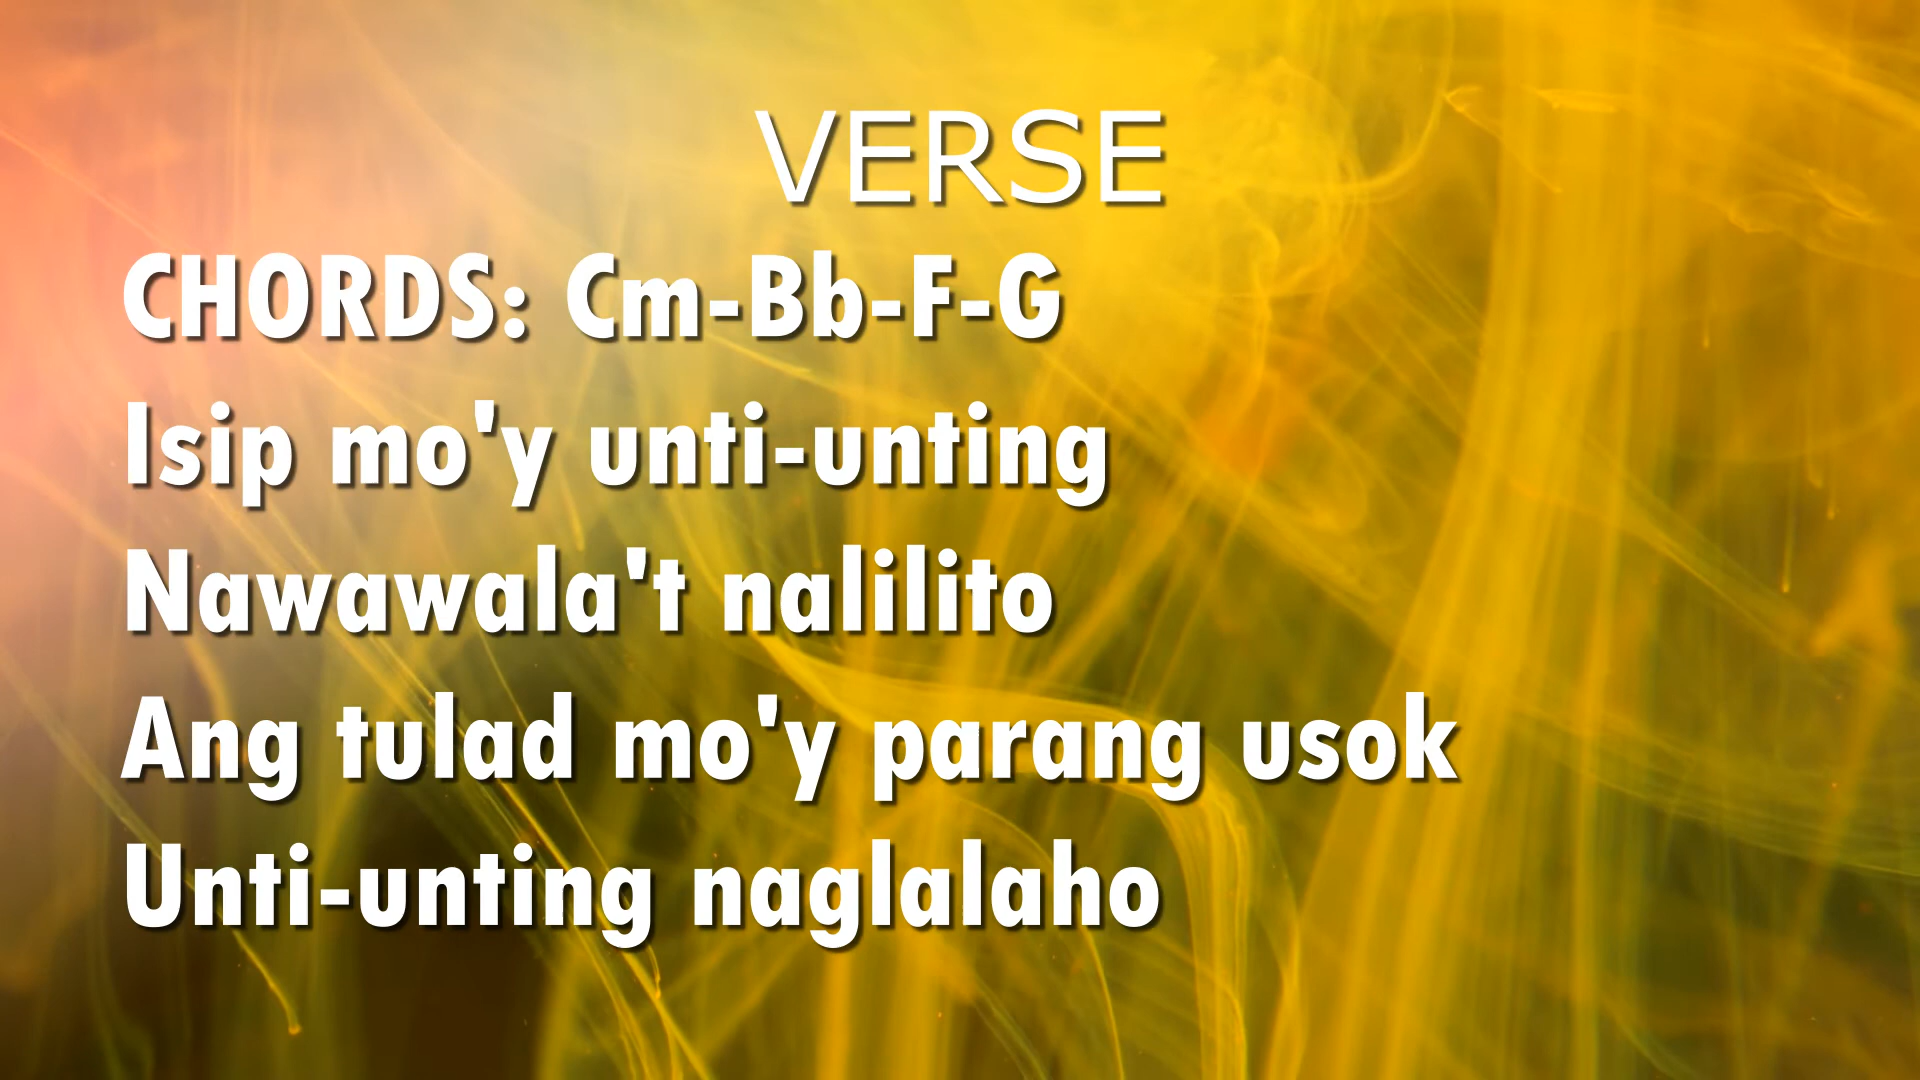 VERSE
CHORDS: Cm-Bb-F-G
Isip mo'y unti-unting
Nawawala't nalilito
Ang tulad mo'y parang usok
Unti-unting naglalaho